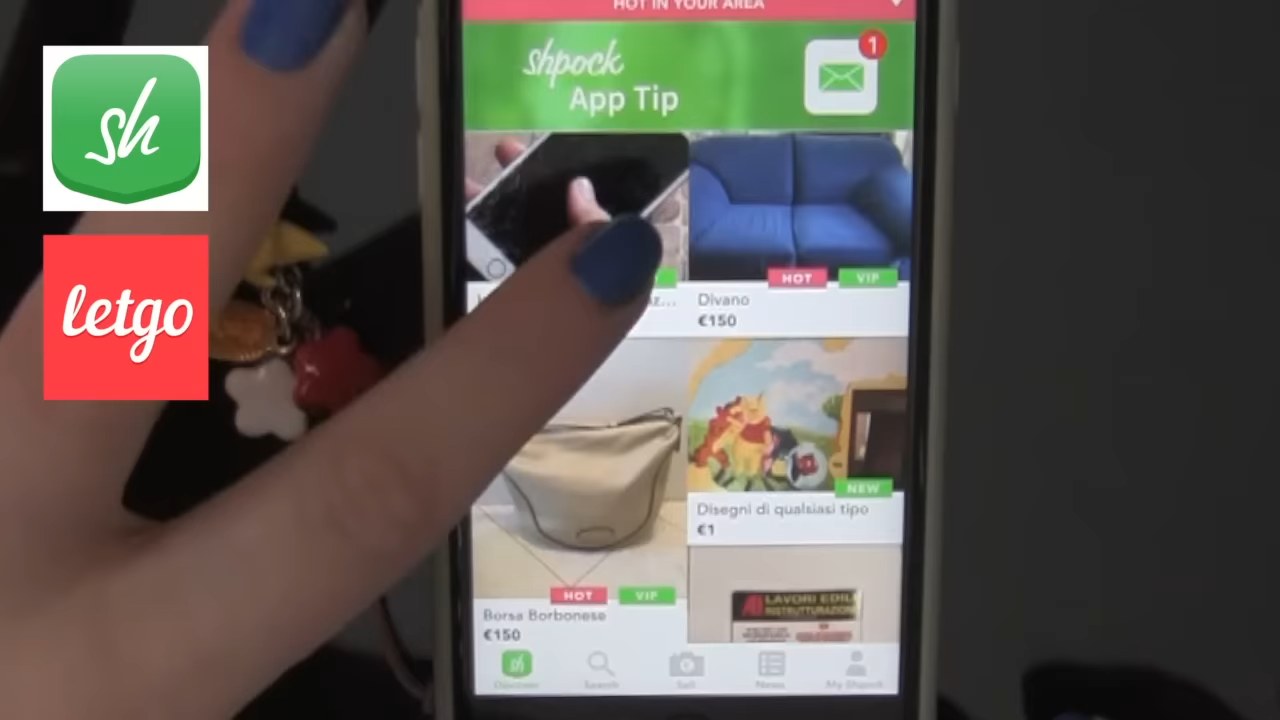 HOT IN YOUR AREA
shpock
App Tip
1
sh
letgo
HOT
VIP
Divano
€150
NEW
Disegni di qualsiasi tipo
€1
HOT
VIP
Borsa Borbonese
€150
LAVORI EDILI
RISTRUTTURAZIONI
sh
Discover
Search
Sell
News
My Shpock